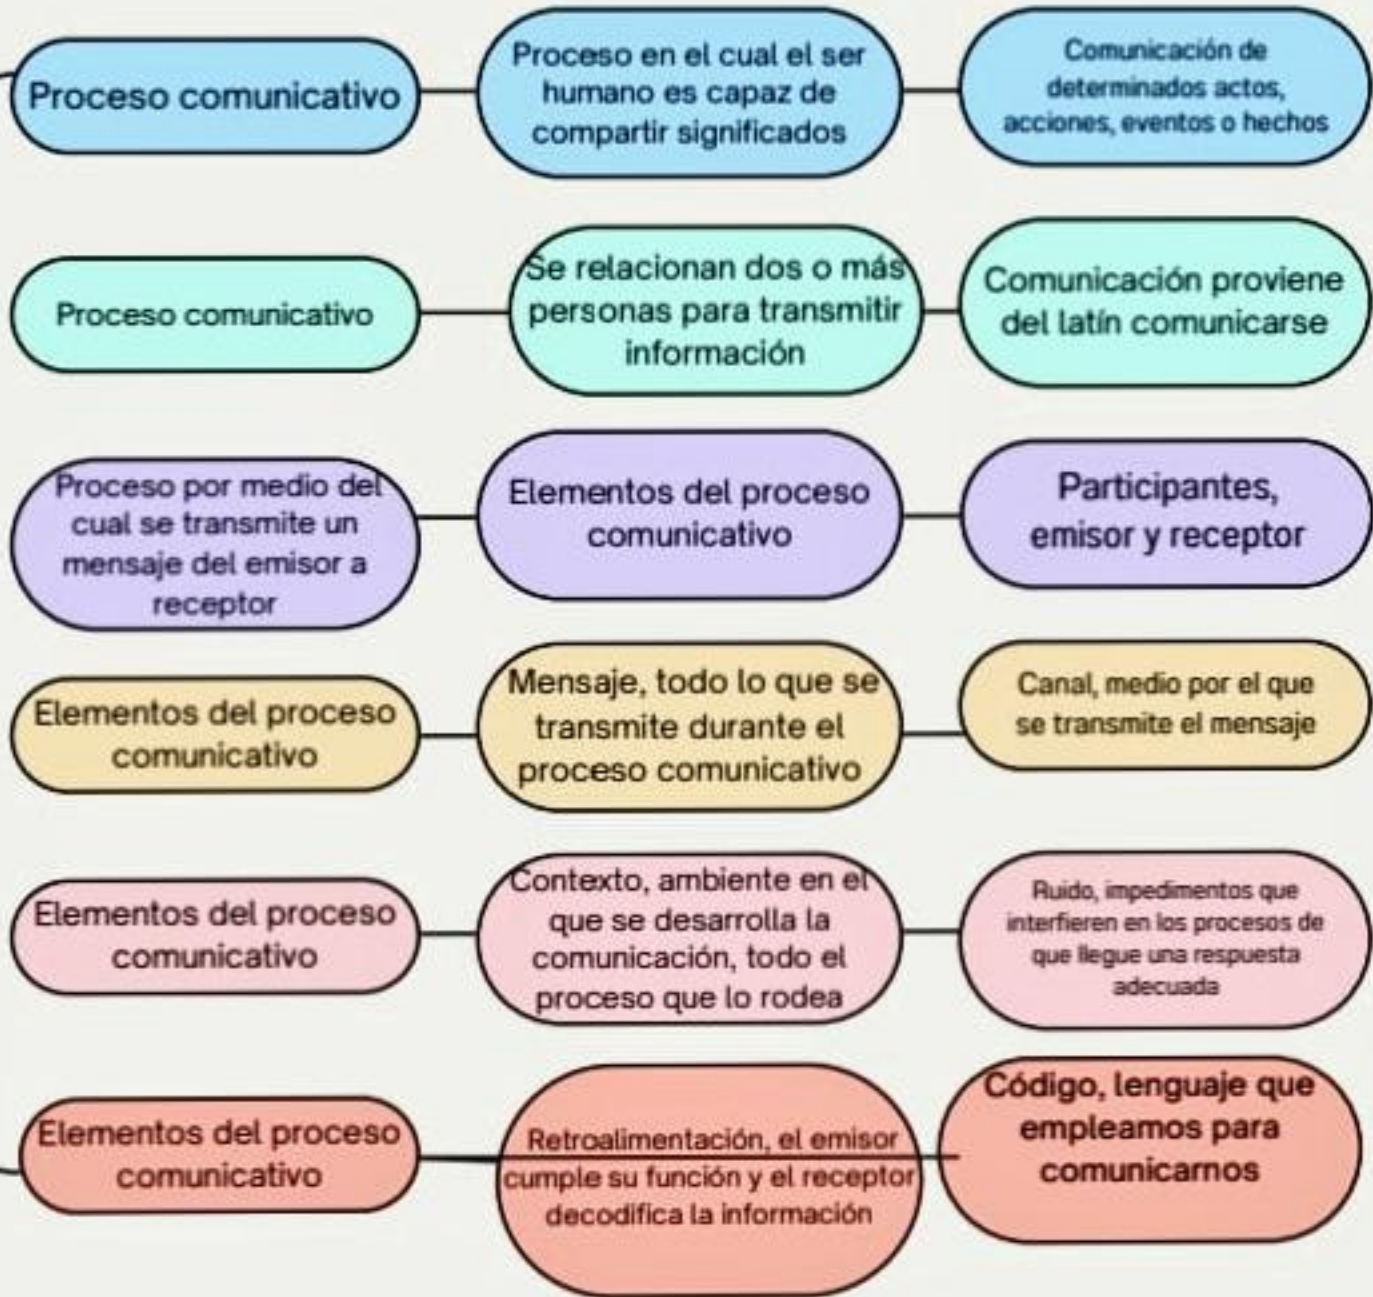 Proceso comunicativo
Proceso en el cual el ser
humano es capaz de
compartir significados
Comunicación de
determinados actos,
acciones, eventos o hechos
Proceso comunicativo
Se relacionan dos o más
personas para transmitir
información
Comunicación proviene
del latín comunicarse
Proceso por medio del
cual se transmite un
mensaje del emisor a
receptor
Elementos del proceso
comunicativo
Participantes,
emisor y receptor
Elementos del proceso
comunicativo
Mensaje, todo lo que se
transmite durante el
proceso comunicativo
Canal, medio por el que
se transmite el mensaje
Elementos del proceso
comunicativo
Contexto, ambiente en el
que se desarrolla la
comunicación, todo el
proceso que lo rodea
Ruido, impedimentos que
interfieren en los procesos de
que llegue una respuesta
adecuada
Elementos del proceso
comunicativo
Retroalimentación, el emisor
cumple su función y el receptor
decodifica la información
Código, lenguaje que
empleamos para
comunicarnos